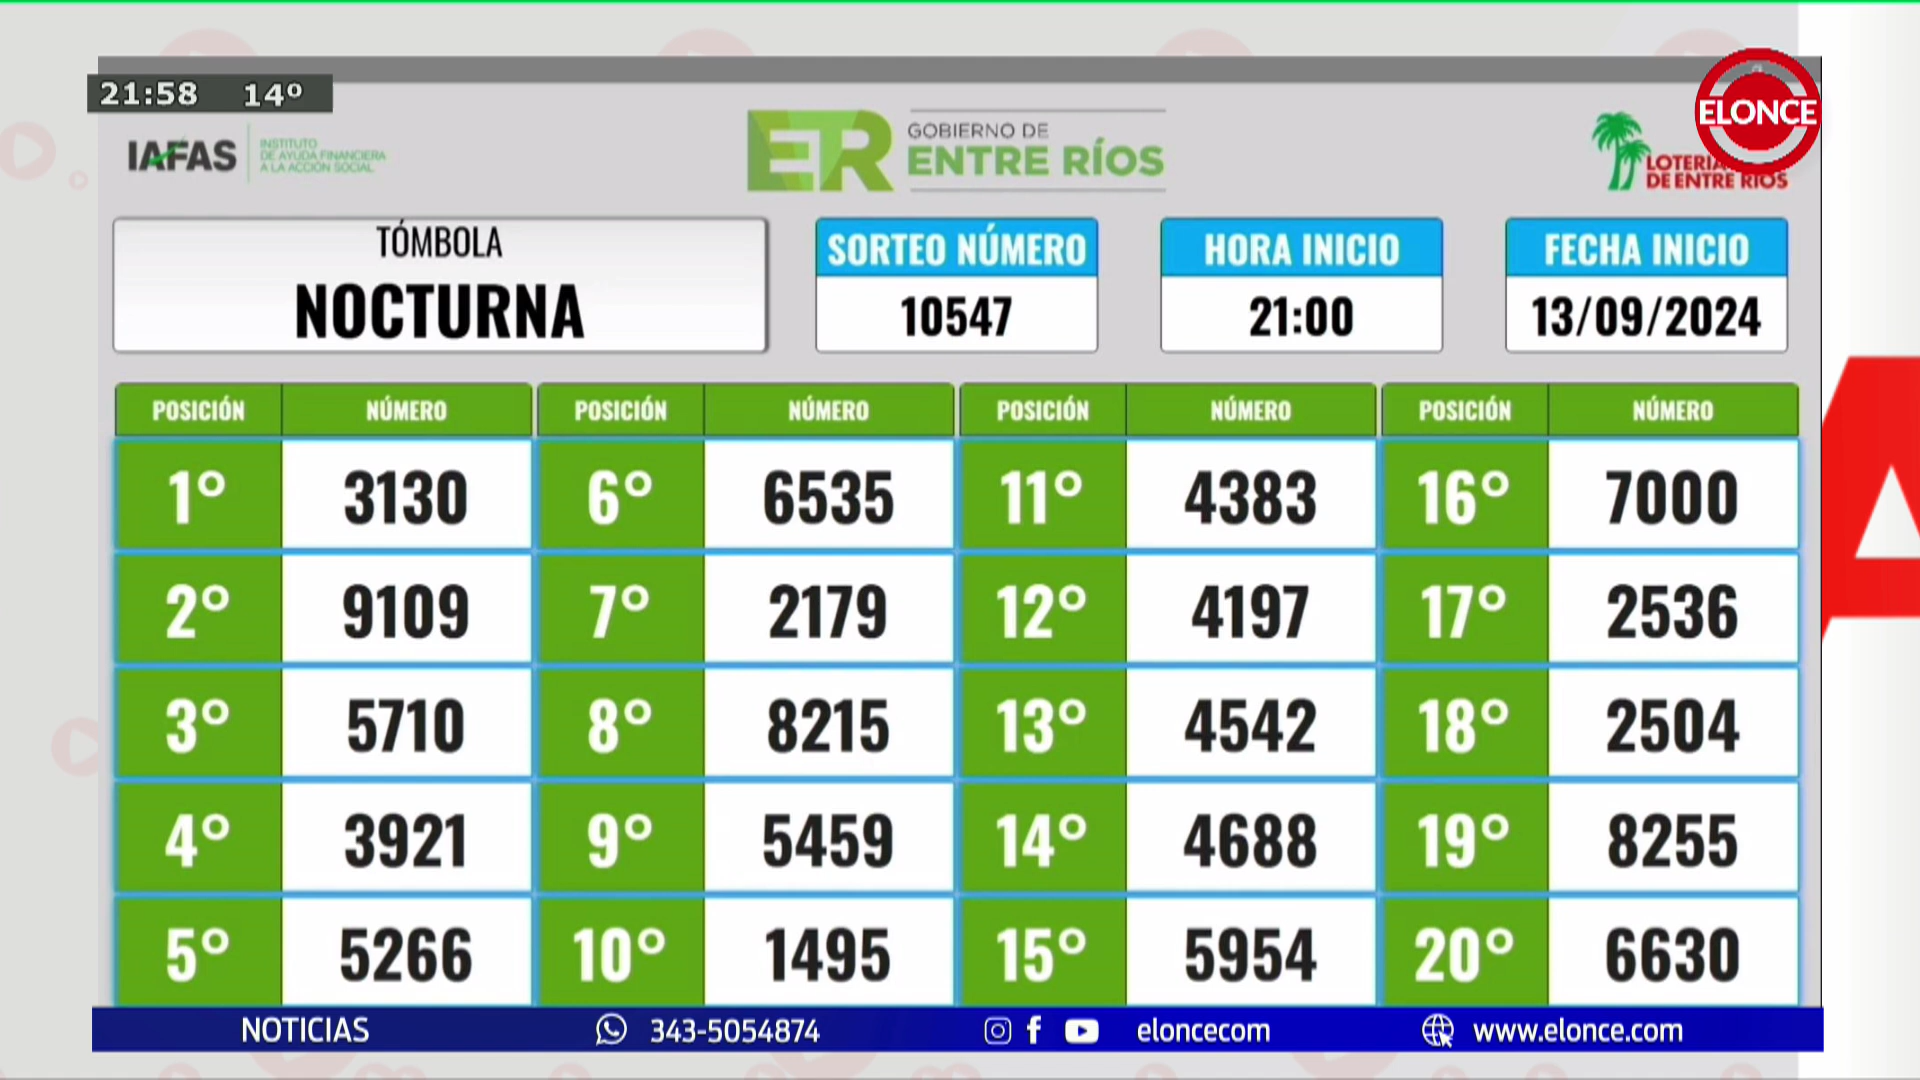 21:58 14º
ELONCE
IAFAS
INSTITUTO
DE AYUDA FINANCIERA
A LA ACCIÓN SOCIAL
ER
GOBIERNO DE
ENTRE RÍOS
LOTERIA
DE ENTRE RIOS
TÓMBOLA
NOCTURNA
SORTEO NÚMERO
10547
HORA INICIO
21:00
FECHA INICIO
13/09/2024
POSICIÓN NÚMERO POSICIÓN NÚMERO POSICIÓN NÚMERO POSICIÓN NÚMERO
1° 3130 6° 6535 11° 4383 16° 7000
2° 9109 7° 2179 12° 4197 17° 2536
3° 5710 8° 8215 13° 4542 18° 2504
4° 3921 9° 5459 14° 4688 19° 8255
5° 5266 10° 1495 15° 5954 20° 6630
NOTICIAS 343-5054874 eloncecom www.elonce.com